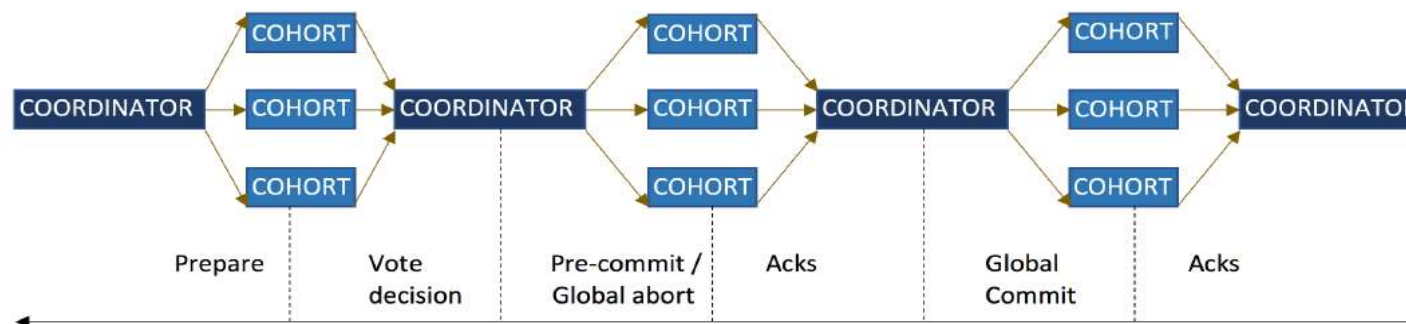 COHORT COHORT COHORT
COORDINATOR COHORT COORDINATOR COHORT COORDINATOR COHORT COORDINATOR
COHORT COHORT COHORT
Prepare Vote Pre-commit / Acks Global Acks
decision Global abort Commit